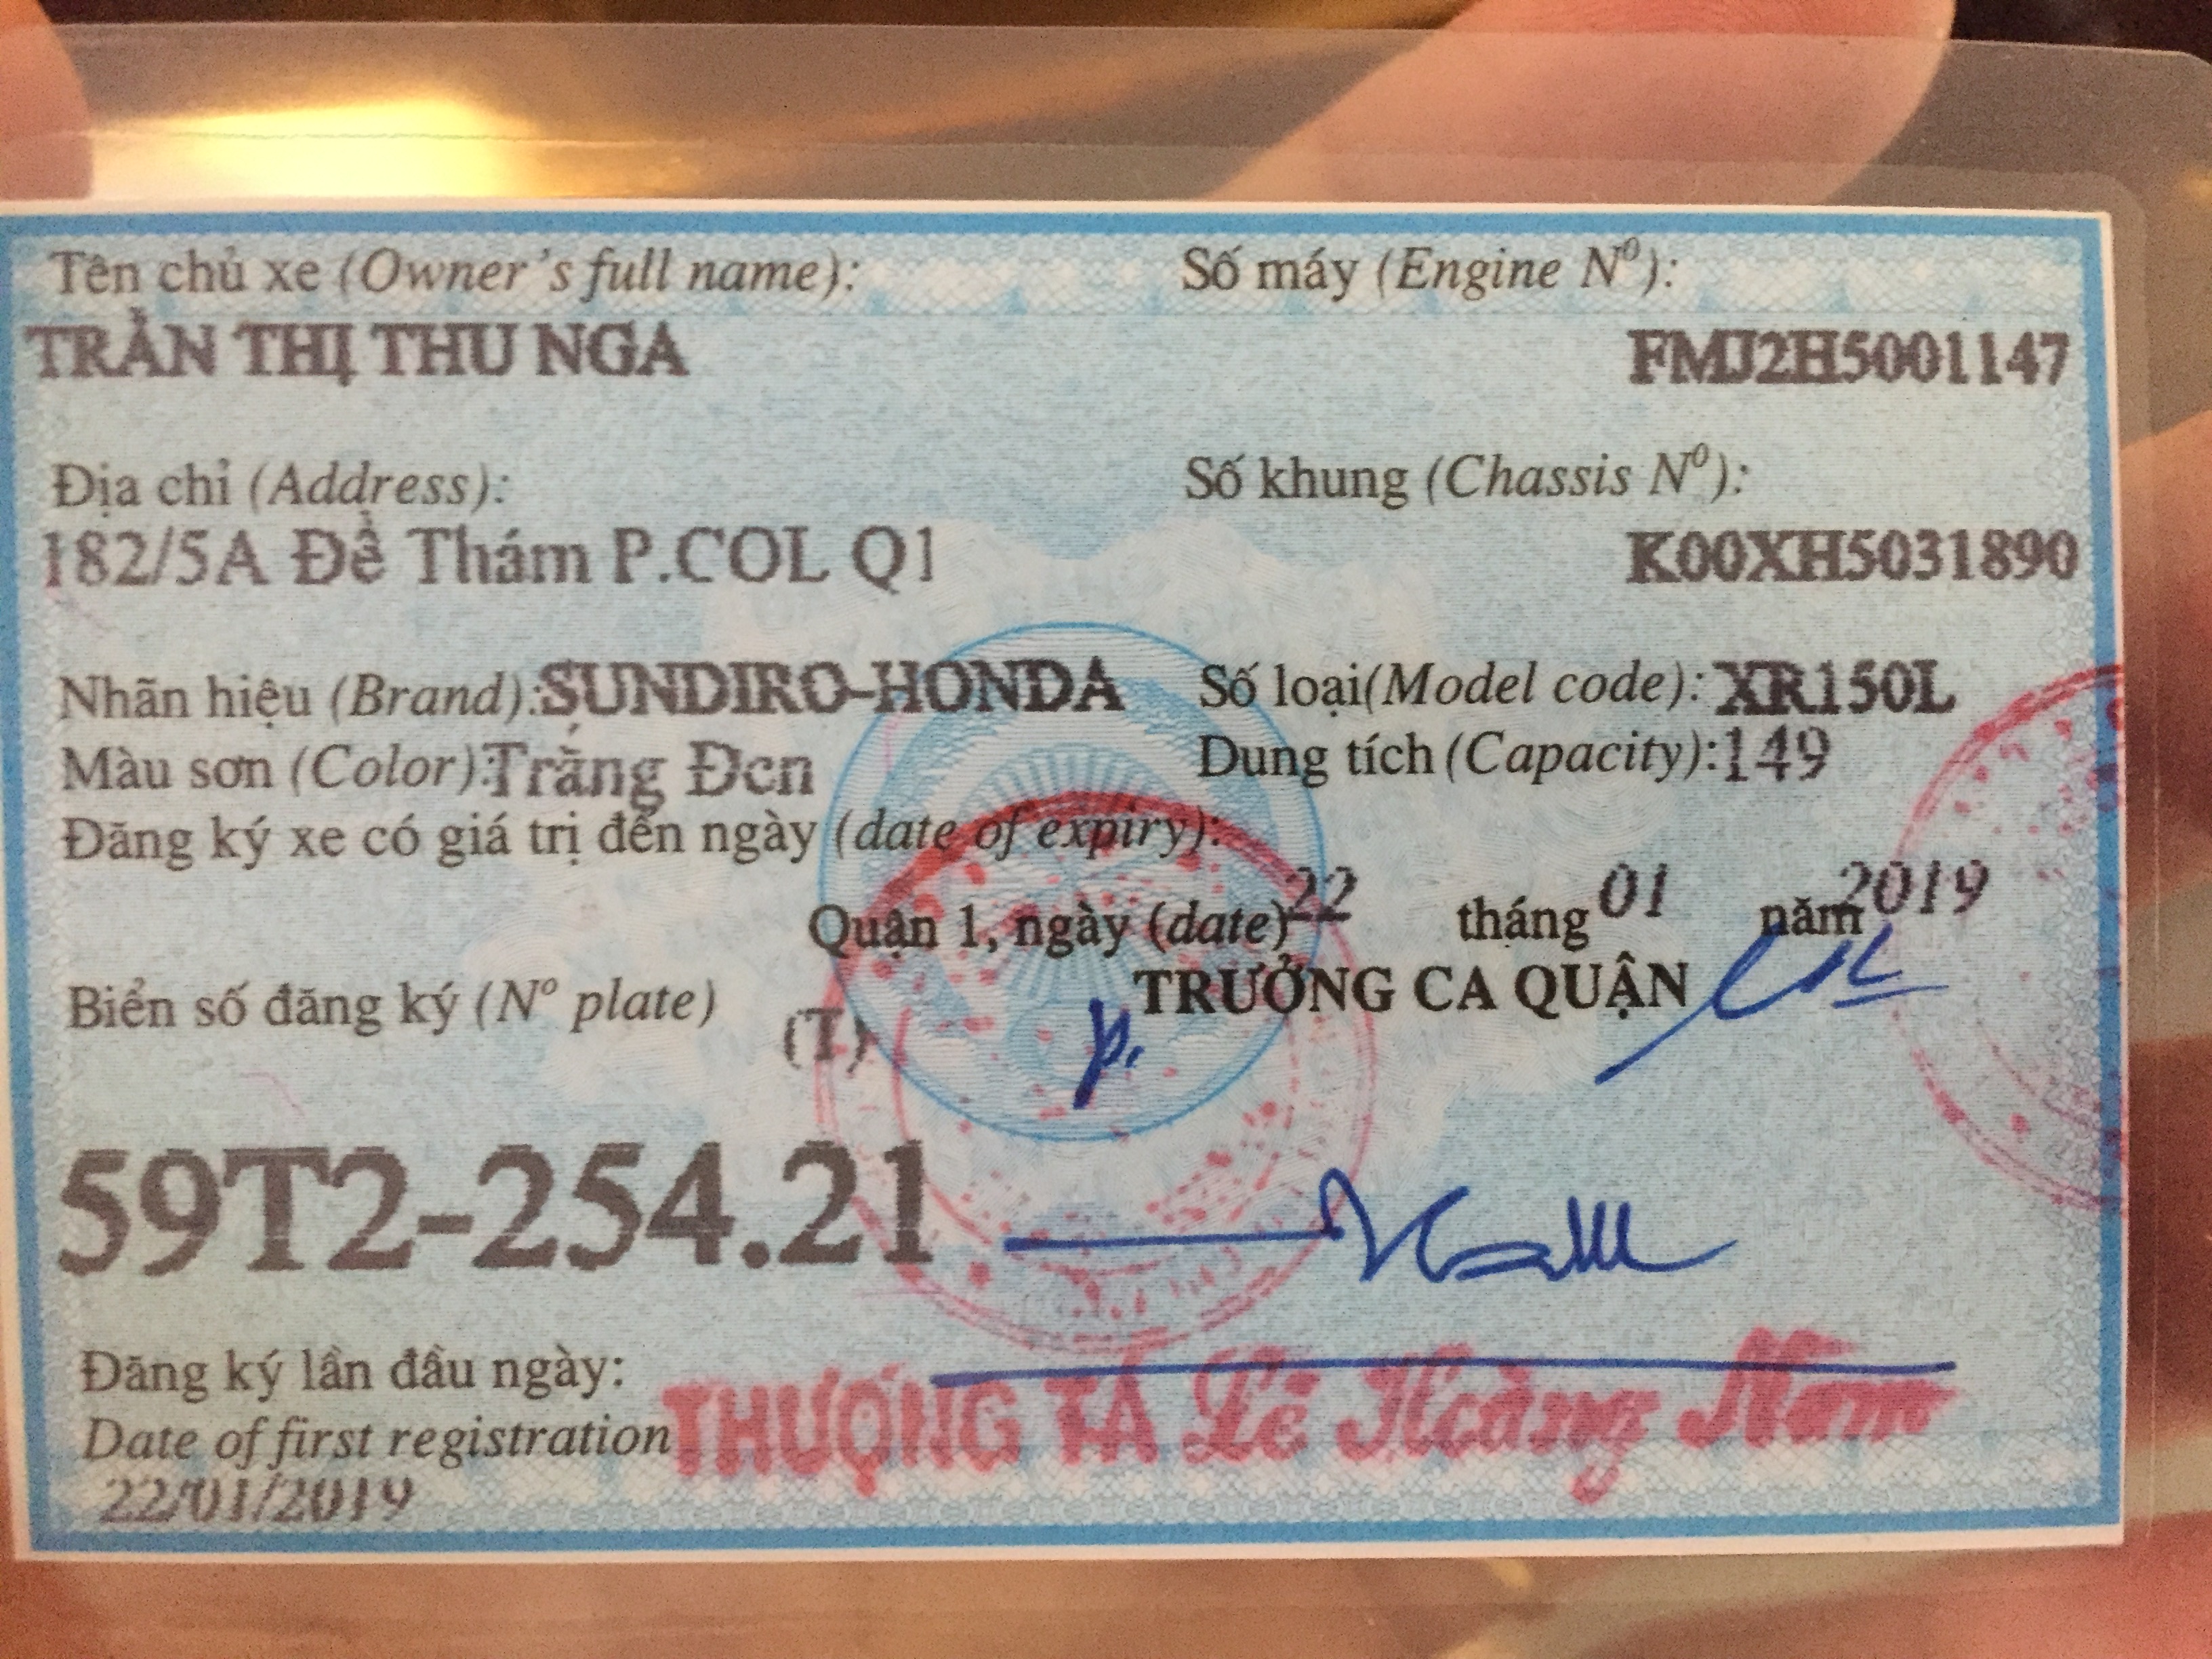 Tên chủ xe (Owner's full name): Số máy (Engine Nº):
TRẦN THỊ THU NGA FMJ2H5001147
Địa chỉ (Address): Số khung (Chassis Nº):
182/5A Đề Thám P.COL Q1 K00XH5031890
Nhãn hiệu (Brand): SUNDIRO-HONDA Số loại(Model code): XR150L
Màu sơn (Color): Trắng Đen Dung tích(Capacity): 149
Đăng ký xe có giá trị đến ngày (date of expiry):
Quận 1, ngày (date) 22 tháng 01 năm 2019
Biển số đăng ký (Nº plate) (T) TRƯỞNG CA QUẬN
59T2-254.21
Đăng ký lần đầu ngày:
Date of first registration
22/01/2019
THƯỢNG TÁ Lê Hoàng Nam